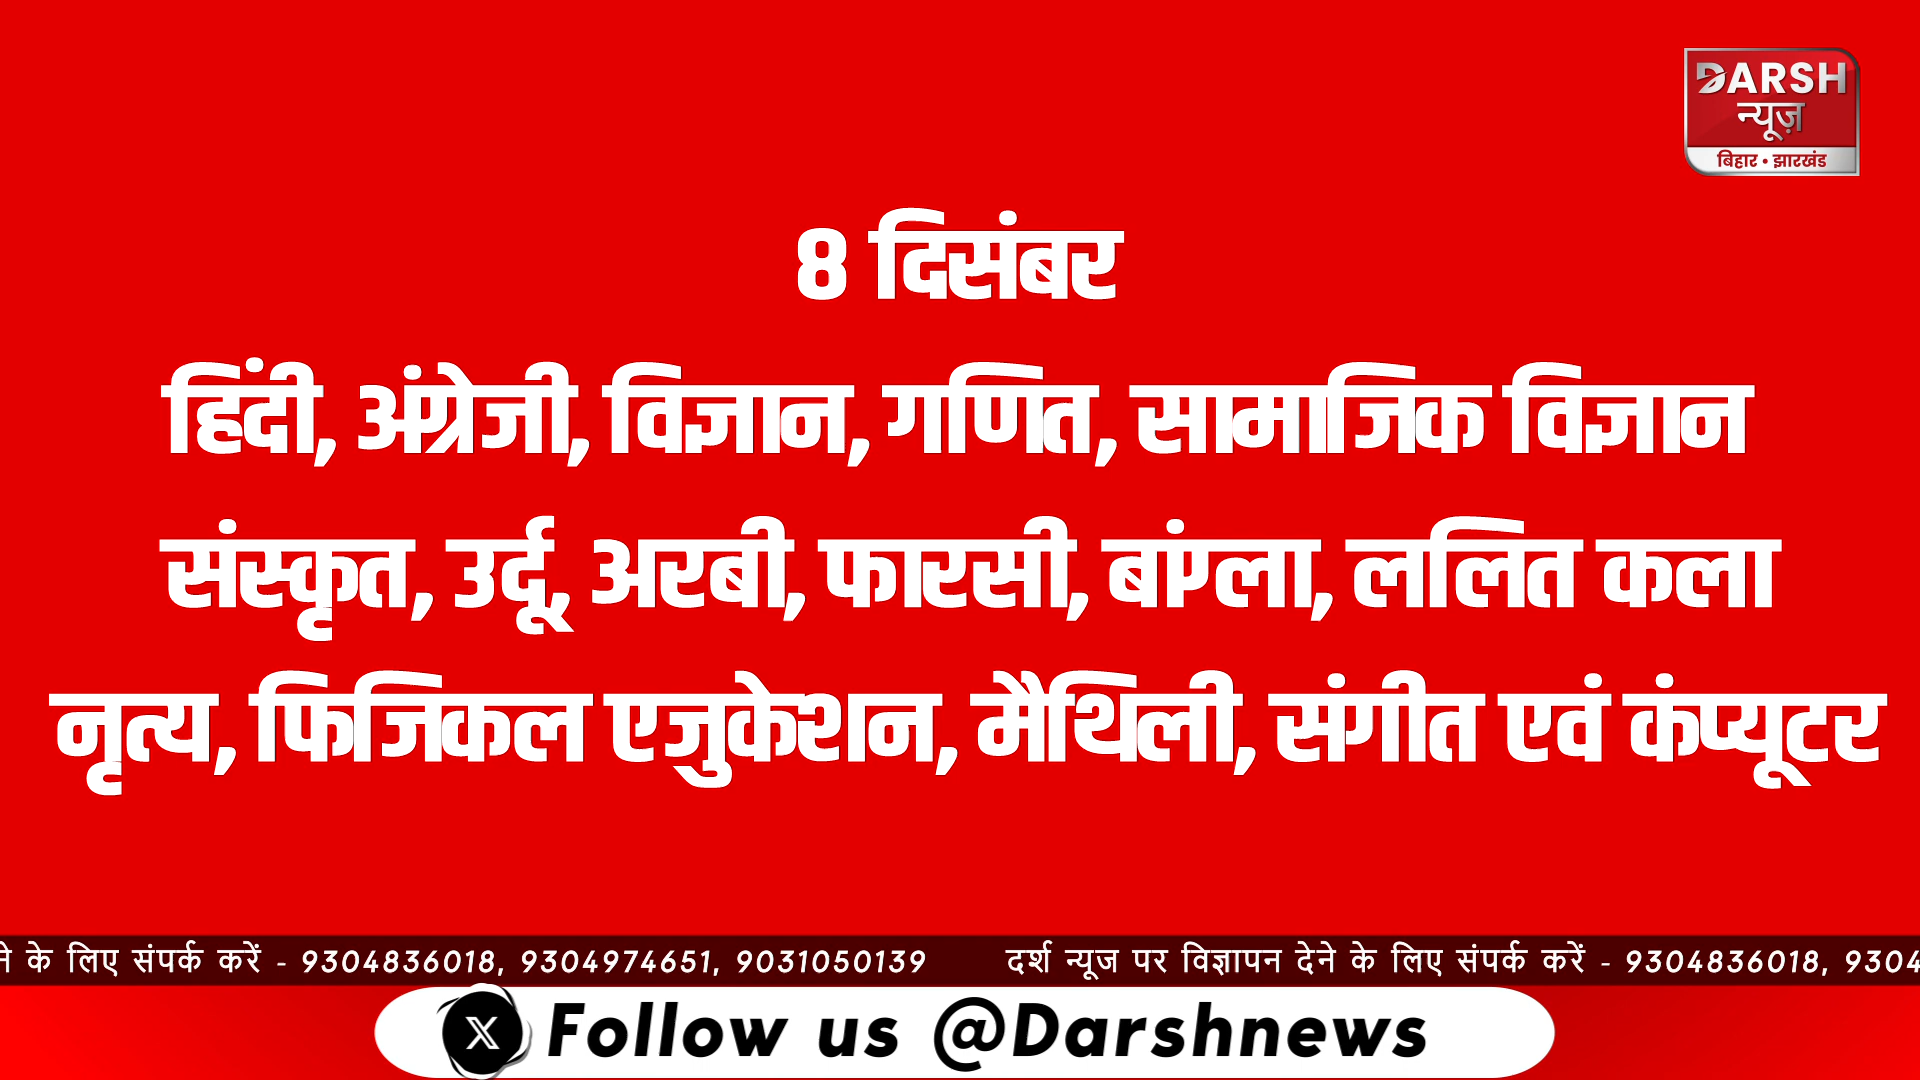 DARSH
न्यूज़
बिहार • झारखंड
8 दिसंबर
हिंदी, अंग्रेजी, विज्ञान, गणित, सामाजिक विज्ञान
संस्कृत, उर्दू, अरबी, फारसी, बांग्ला, ललित कला
नृत्य, फिजिकल एजुकेशन, मैथिली, संगीत एवं कंप्यूटर
के लिए संपर्क करें - 9304836018, 9304974651, 9031050139 दर्श न्यूज पर विज्ञापन देने के लिए संपर्क करें - 9304836018, 9304
Follow us @Darshnews